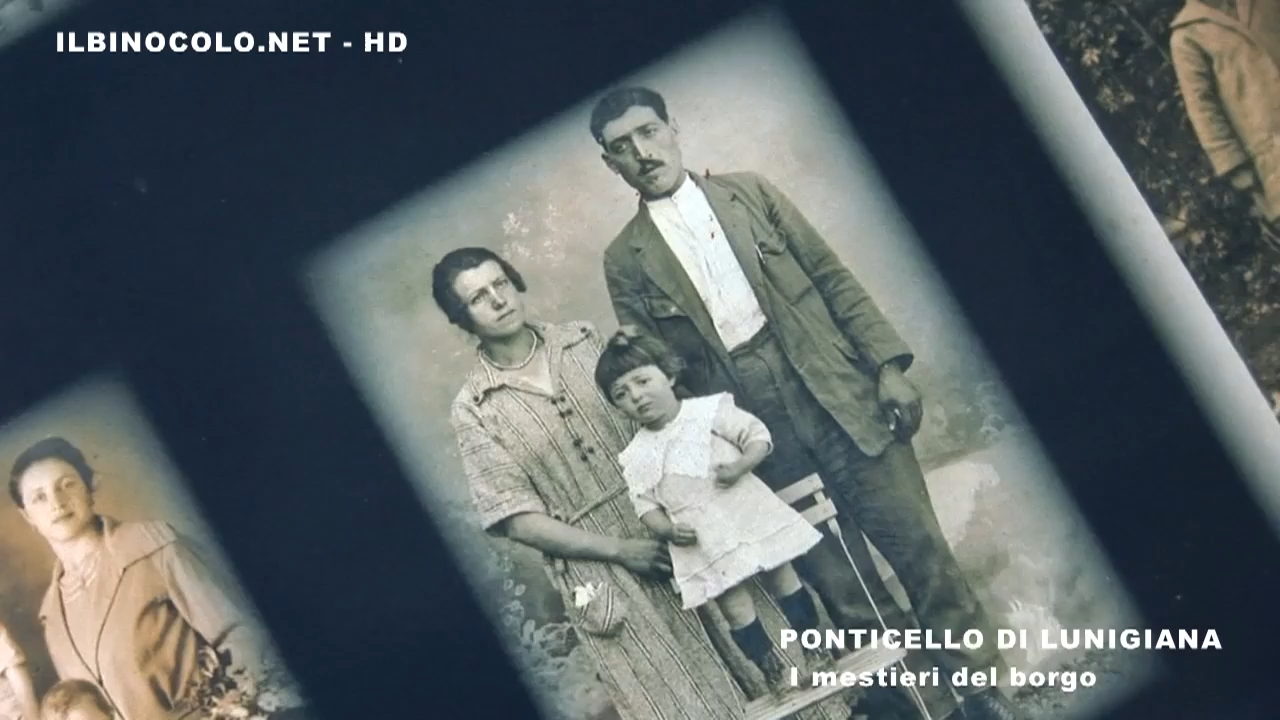 ILBINOCOLO.NET - HD
PONTICELLO DI LUNIGIANA
I mestieri del borgo